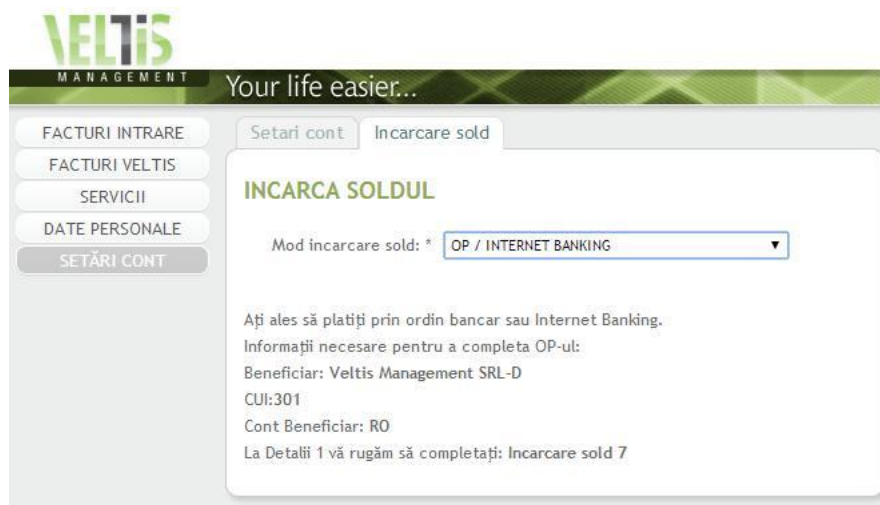 VELTiS
MANAGEMENT
Your life easier...
FACTURI INTRARE
FACTURI VELTIS
SERVICII
DATE PERSONALE
SETĂRI CONT
Setari cont
Incarcare sold
INCARCA SOLDUL
Mod incarcare sold: * OP / INTERNET BANKING
Ați ales să platiți prin ordin bancar sau Internet Banking.
Informații necesare pentru a completa OP-ul:
Beneficiar: Veltis Management SRL-D
CUI:301
Cont Beneficiar: RO
La Detalii 1 vă rugăm să completați: Incarcare sold 7